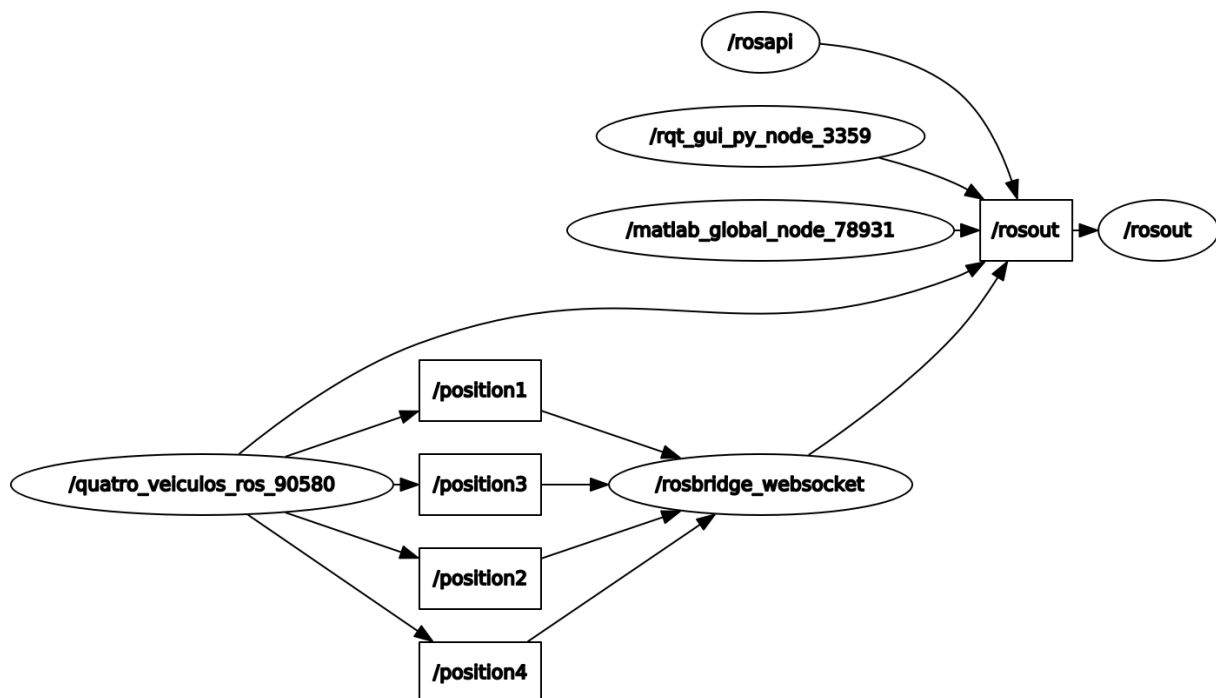 /rosapi
/rqt_gui_py_node_3359
/matlab_global_node_78931
/rosout
/rosout
/position1
/quatro_veiculos_ros_90580
/position3
/rosbridge_websocket
/position2
/position4